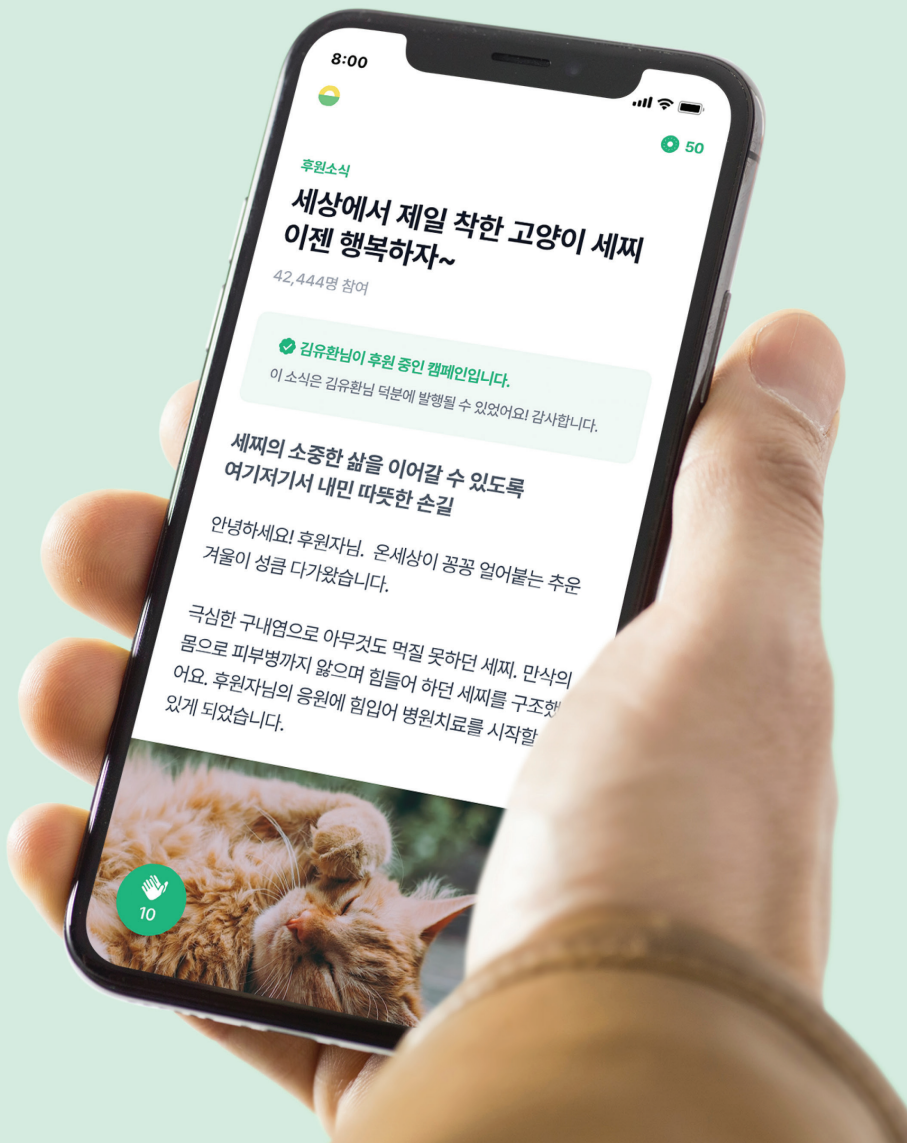 8:00
50
후원소식
세상에서 제일 착한 고양이 세찌
이젠 행복하자~
42,444명 참여
김유환님이 후원 중인 캠페인입니다.
이 소식은 김유환님 덕분에 발행될 수 있었어요! 감사합니다.
세찌의 소중한 삶을 이어갈 수 있도록
여기저기서 내민 따뜻한 손길
안녕하세요! 후원자님. 온세상이 꽁꽁 얼어붙는 추운
겨울이 성큼 다가왔습니다.
극심한 구내염으로 아무것도 먹질 못하던 세찌. 만삭의
몸으로 피부병까지 앓으며 힘들어 하던 세찌를 구조했
어요. 후원자님의 응원에 힘입어 병원치료를 시작할
있게 되었습니다.
10